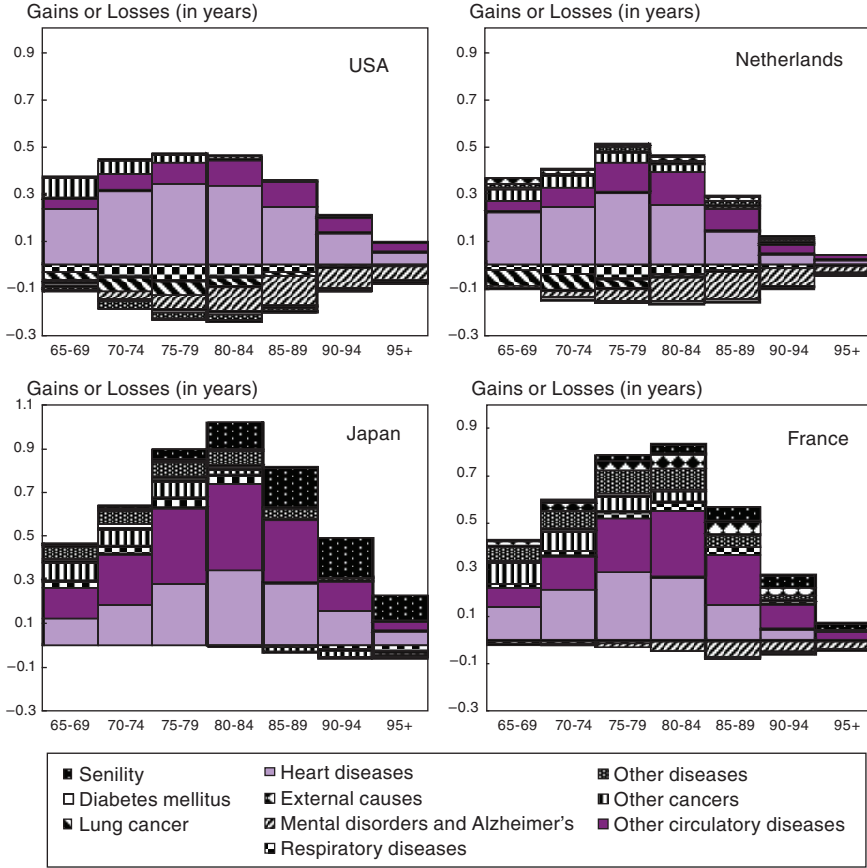 Gains or Losses (in years)
USA
0.9
0.7
0.5
0.3
0.1
−0.1
−0.3
65-69 70-74 75-79 80-84 85-89 90-94 95+
Gains or Losses (in years)
Netherlands
0.9
0.7
0.5
0.3
0.1
−0.1
−0.3
65-69 70-74 75-79 80-84 85-89 90-94 95+
Gains or Losses (in years)
Japan
1.1
0.9
0.7
0.5
0.3
0.1
−0.1
−0.3
65-69 70-74 75-79 80-84 85-89 90-94 95+
Gains or Losses (in years)
France
0.9
0.7
0.5
0.3
0.1
−0.1
−0.3
65-69 70-74 75-79 80-84 85-89 90-94 95+
Senility
Diabetes mellitus
Lung cancer
Heart diseases
External causes
Mental disorders and Alzheimer's
Respiratory diseases
Other diseases
Other cancers
Other circulatory diseases